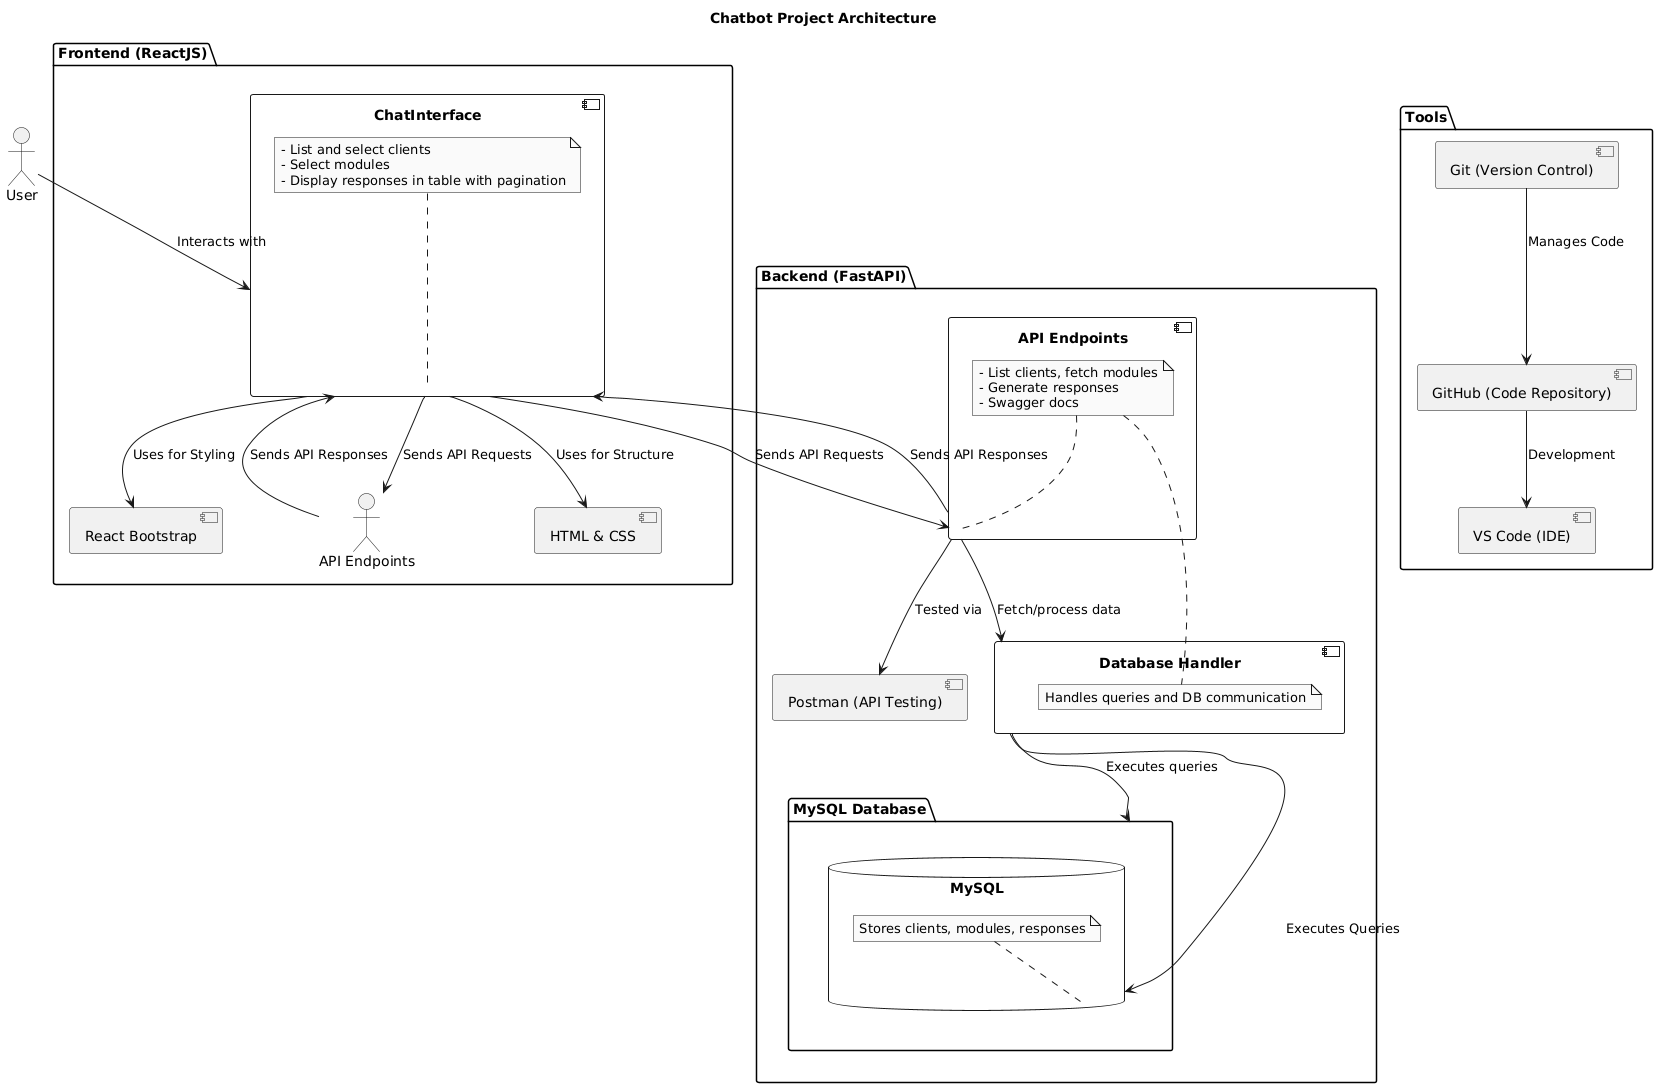 Chatbot Project Architecture
Frontend (ReactJS)
ChatInterface
- List and select clients
- Select modules
- Display responses in table with pagination
User
Interacts with
Uses for Styling
Sends API Responses
Sends API Requests
Uses for Structure
Sends API Requests
Sends API Responses
React Bootstrap
API Endpoints
HTML & CSS
Backend (FastAPI)
API Endpoints
- List clients, fetch modules
- Generate responses
- Swagger docs
Tested via
Fetch/process data
Postman (API Testing)
Database Handler
Handles queries and DB communication
Executes queries
MySQL Database
MySQL
Stores clients, modules, responses
Executes Queries
Tools
Git (Version Control)
Manages Code
GitHub (Code Repository)
Development
VS Code (IDE)